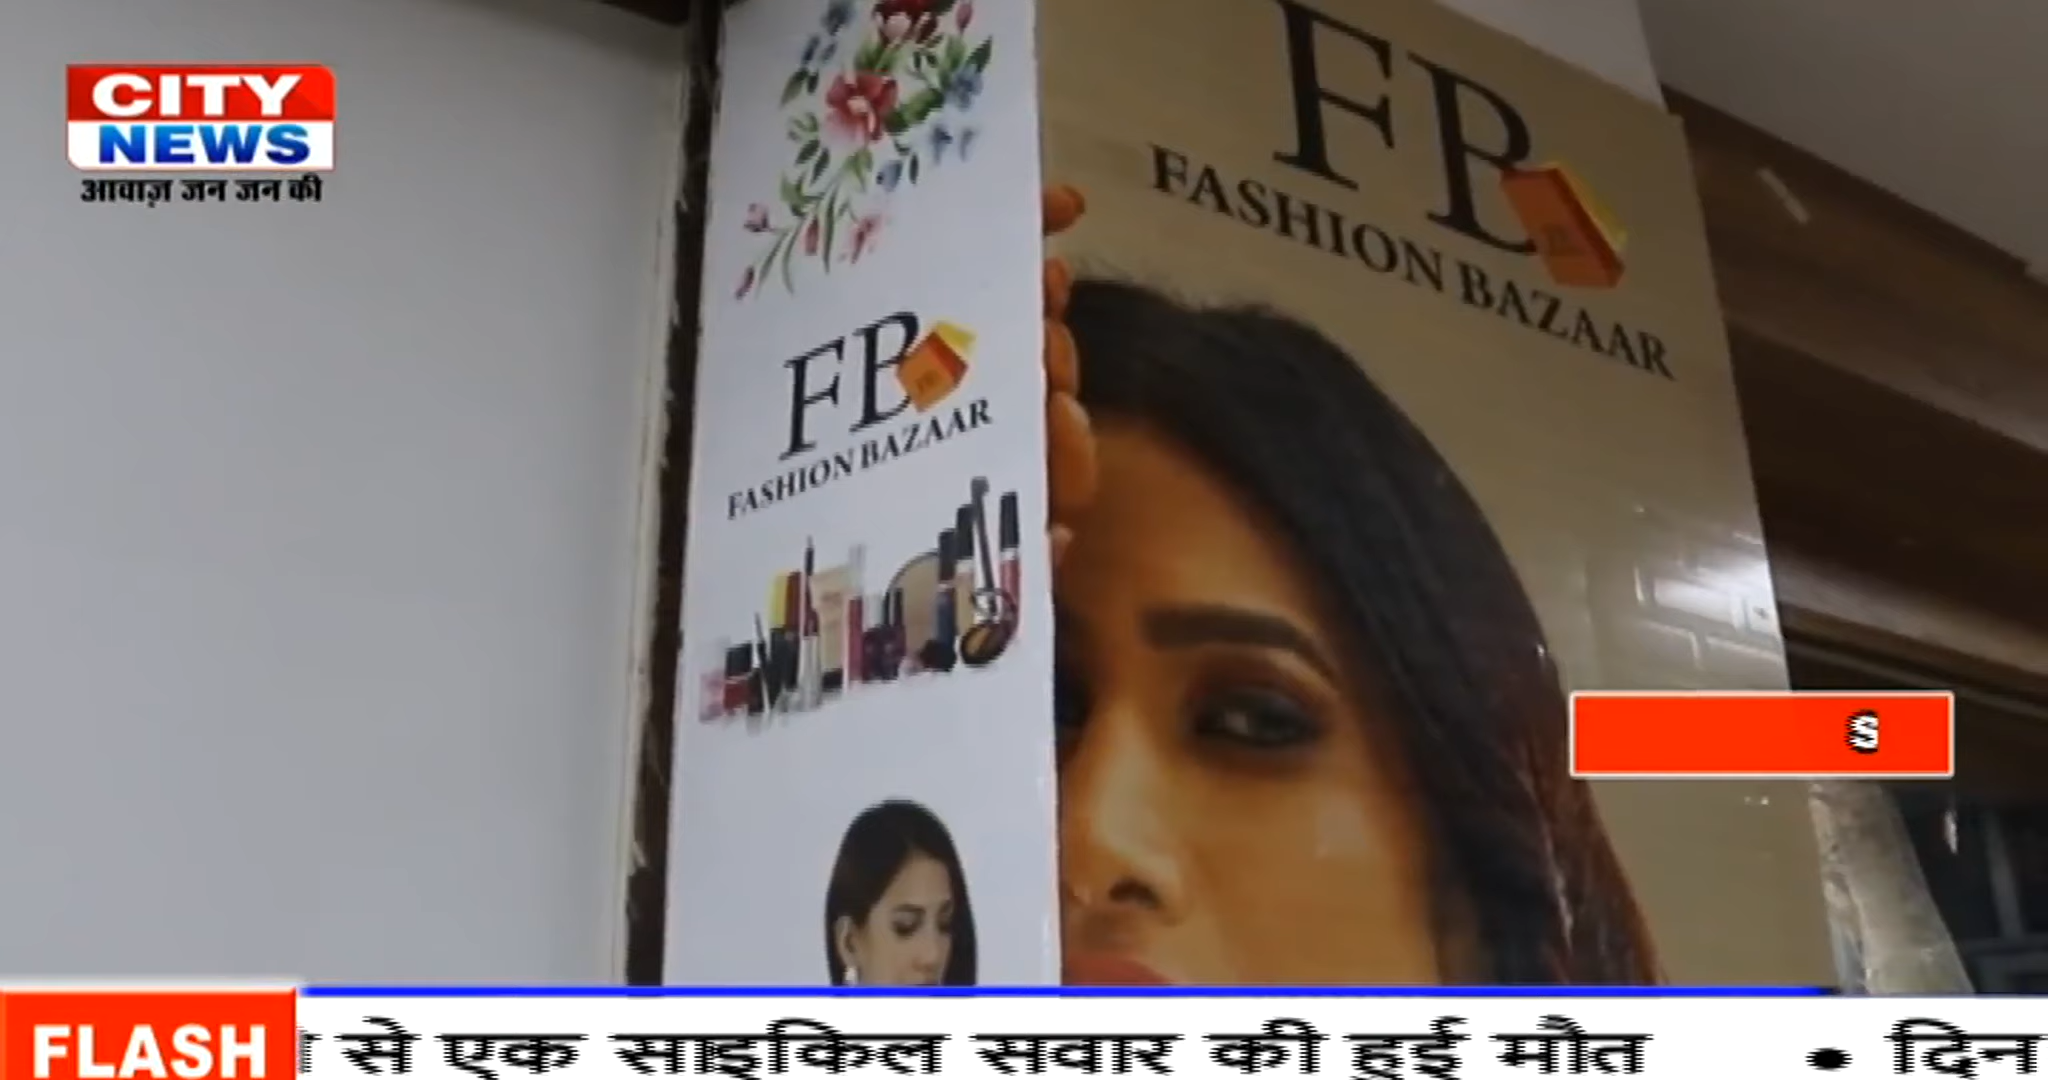 CITY
NEWS
आवाज़ जन जन की
FB
FASHION BAZAAR
FB
FASHION BAZAAR
S
FLASH
से एक साइकिल सवार की हुई मौत • दिन